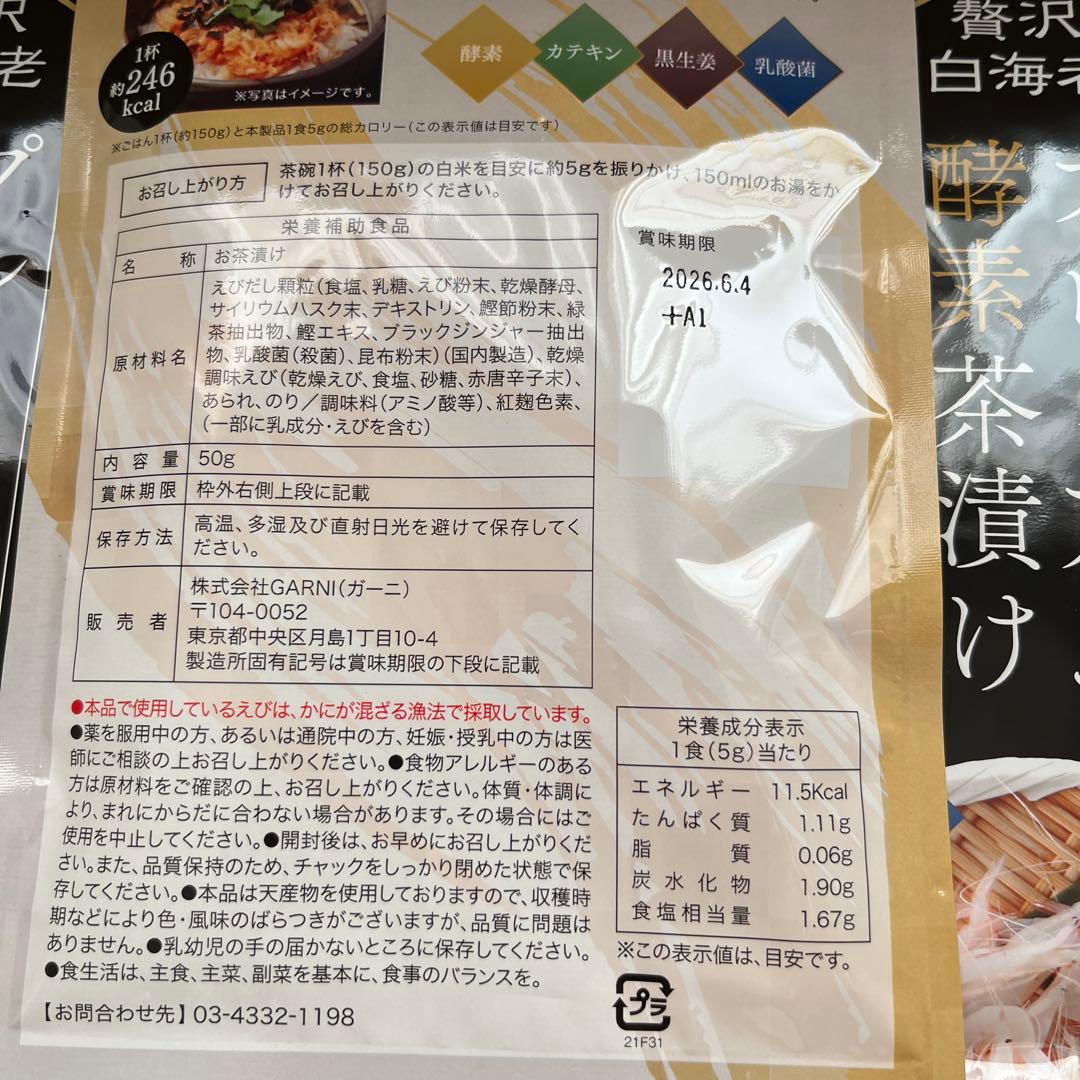 1杯
約246
kcal
※写真はイメージです。
酵素
カテキン
黒生姜
乳酸菌
※ごはん1杯(約150g)と本製品1食5gの総カロリー(この表示値は目安です)
お召し上がり方
茶碗1杯(150g)の白米を目安に約5gを振りかけ、150mlのお湯をか
けてお召し上がりください。
栄養補助食品
名 称 お茶漬け
原材料名
えびだし顆粒(食塩、乳糖、えび粉末、乾燥酵母、
サイリウムハスク末、デキストリン、鰹節粉末、緑
茶抽出物、鰹エキス、ブラックジンジャー抽出
物、乳酸菌(殺菌)、昆布粉末)(国内製造)、乾燥
調味えび(乾燥えび、食塩、砂糖、赤唐辛子末)、
あられ、のり/調味料(アミノ酸等)、紅麹色素、
(一部に乳成分・えびを含む)
内容量 50g
賞味期限 枠外右側上段に記載
保存方法
高温、多湿及び直射日光を避けて保存してく
ださい。
販売者
株式会社GARNI(ガーニ)
〒104-0052
東京都中央区月島1丁目10-4
製造所固有記号は賞味期限の下段に記載
賞味期限
2026.6.4
+A1
●本品で使用しているえびは、かにが混ざる漁法で採取しています。
●薬を服用中の方、あるいは通院中の方、妊娠・授乳中の方は医
師にご相談の上お召し上がりください。●食物アレルギーのある
方は原材料をご確認の上、お召し上がりください。体質・体調に
より、まれにからだに合わない場合があります。その場合にはご
使用を中止してください。●開封後は、お早めにお召し上がりくだ
さい。また、品質保持のため、チャックをしっかり閉めた状態で保
存してください。●本品は天産物を使用しておりますので、収穫時
期などにより色・風味のばらつきがございますが、品質に問題は
ありません。●乳幼児の手の届かないところに保存してください。
●食生活は、主食、主菜、副菜を基本に、食事のバランスを。
【お問合わせ先】03-4332-1198
栄養成分表示
1食(5g)当たり
エネルギー 11.5Kcal
たんぱく質 1.11g
脂質 0.06g
炭水化物 1.90g
食塩相当量 1.67g
※この表示値は、目安です。
プラ
21F31
贅沢
白海老
酵素茶漬け